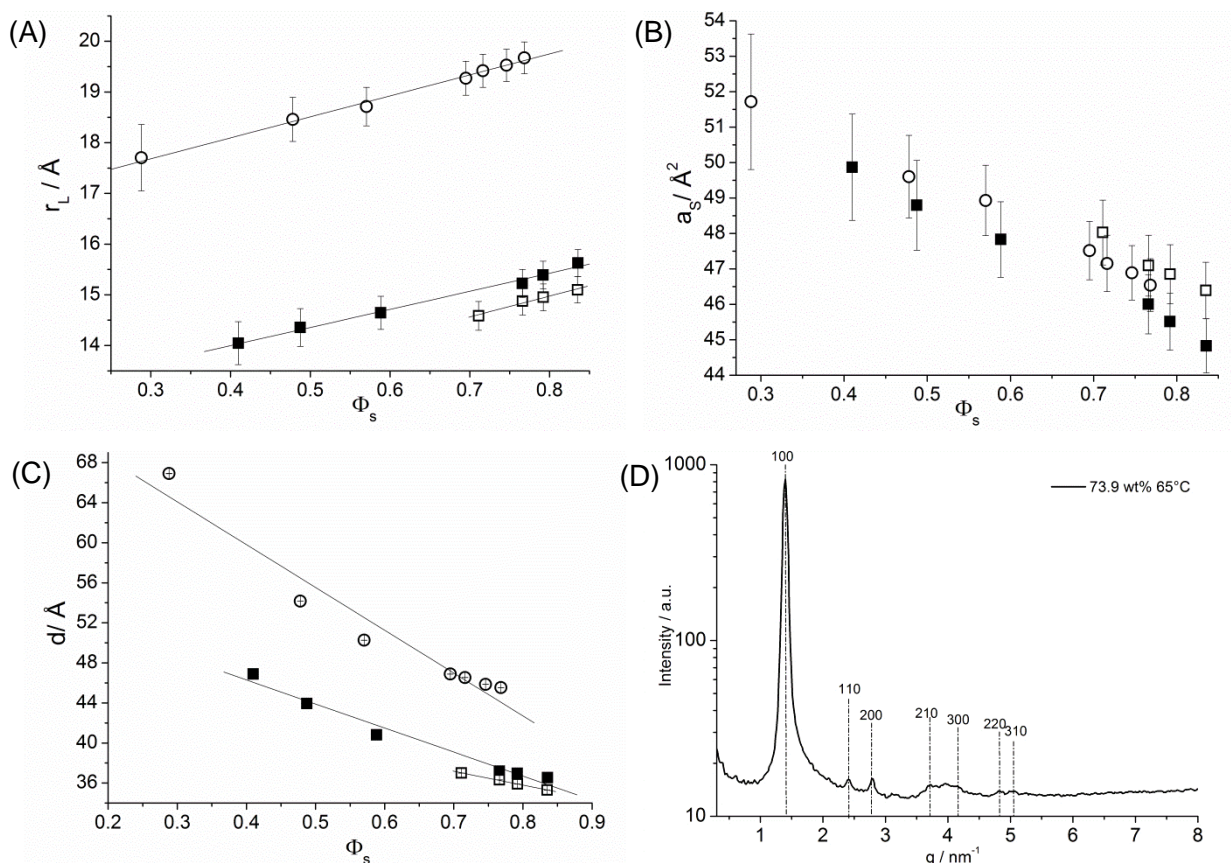 (A)
20
19
18
17
16
15
14
r_L / Å
0.3 0.4 0.5 0.6 0.7 0.8
Φ_s
(B)
54
53
52
51
50
49
48
47
46
45
44
a_S/ Å²
0.3 0.4 0.5 0.6 0.7 0.8
Φ_s
(C)
68
64
60
56
52
48
44
40
36
d/ Å
0.2 0.3 0.4 0.5 0.6 0.7 0.8 0.9
Φ_s
(D)
1000
100
10
Intensity / a.u.
100
110
200
210
300
220
310
73.9 wt% 65°C
1 2 3 4 5 6 7 8
q / nm⁻¹